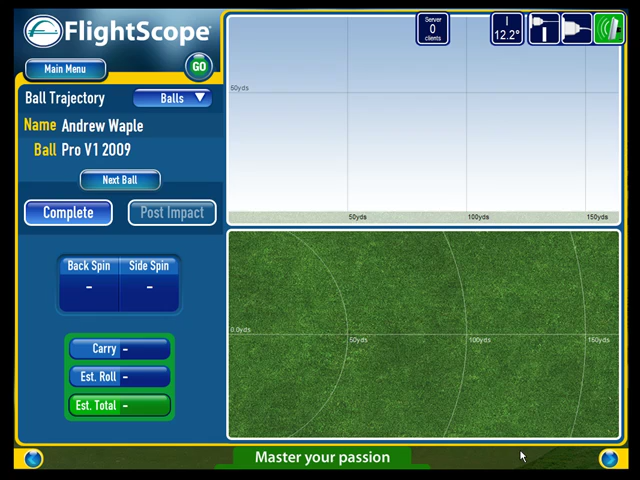 FlightScope
Main Menu
GO
Ball Trajectory
Balls
Name Andrew Waple
Ball Pro V1 2009
Next Ball
Complete
Post Impact
Back Spin
Side Spin
-
-
Carry -
Est. Roll -
Est. Total -
Server
0
clients
I
12.2°
50yds
50yds
100yds
150yds
0.0yds
50yds
100yds
150yds
Master your passion